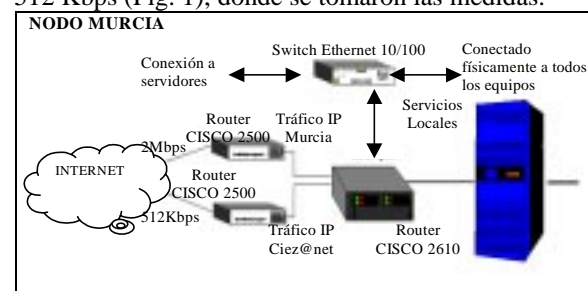 512 Kbps (Fig. 1), donde se tomaron las medidas.
NODO MURCIA
Switch Ethernet 10/100
Conexión a
servidores
Conectado
físicamente a todos
los equipos
Servicios
Locales
Router
CISCO 2500
Tráfico IP
Murcia
2Mbps
INTERNET
Router
CISCO 2500
512Kbps
Tráfico IP
Ciez@net
Router
CISCO 2610